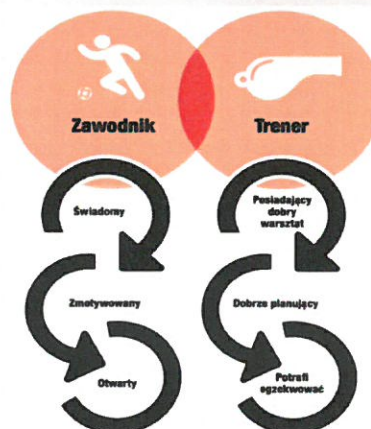 Zawodnik
Trener
Świadomy
Posiadający
dobry
warsztat
Zmotywowany
Dobrze planujący
Otwarty
Potrafi
egzekwować